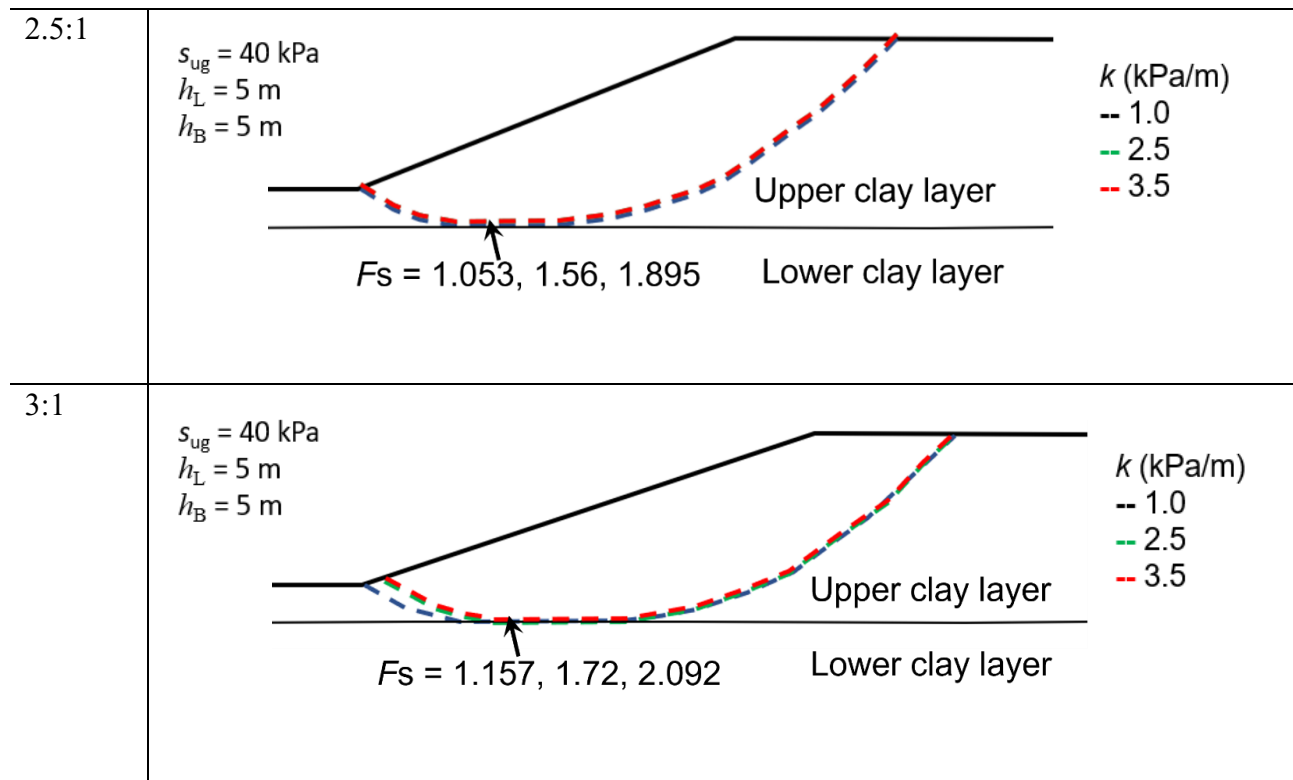 2.5:1
s_ug = 40 kPa
h_L = 5 m
h_B = 5 m
k (kPa/m)
-- 1.0
-- 2.5
-- 3.5
Upper clay layer
Fs = 1.053, 1.56, 1.895
Lower clay layer
3:1
s_ug = 40 kPa
h_L = 5 m
h_B = 5 m
k (kPa/m)
-- 1.0
-- 2.5
-- 3.5
Upper clay layer
Fs = 1.157, 1.72, 2.092
Lower clay layer